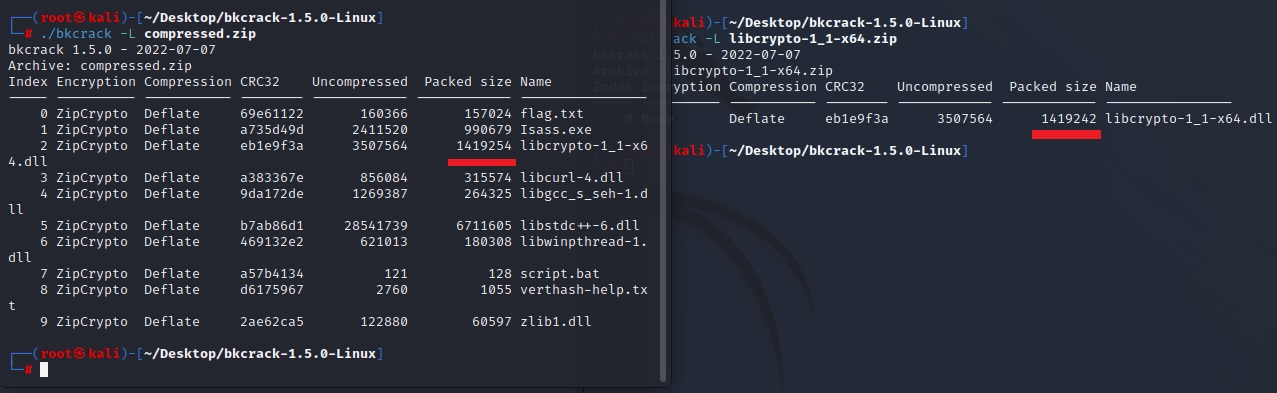 ┌──(root㉿kali)-[~/Desktop/bkcrack-1.5.0-Linux]
└─# ./bkcrack -L compressed.zip
bkcrack 1.5.0 - 2022-07-07
Archive: compressed.zip
Index Encryption Compression CRC32    Uncompressed  Packed size Name
----- ---------- ----------- -------- ------------ ------------ ----------------
    0 ZipCrypto  Deflate     69e61122       160366       157024 flag.txt
    1 ZipCrypto  Deflate     a735d49d      2411520       990679 Isass.exe
    2 ZipCrypto  Deflate     eb1e9f3a      3507564      1419254 libcrypto-1_1-x6
4.dll
    3 ZipCrypto  Deflate     a383367e       856084       315574 libcurl-4.dll
    4 ZipCrypto  Deflate     9da172de      1269387       264325 libgcc_s_seh-1.d
ll
    5 ZipCrypto  Deflate     b7ab86d1     28541739      6711605 libstdc++-6.dll
    6 ZipCrypto  Deflate     469132e2       621013       180308 libwinpthread-1.
dll
    7 ZipCrypto  Deflate     a57b4134          121          128 script.bat
    8 ZipCrypto  Deflate     d6175967         2760         1055 verthash-help.tx
t
    9 ZipCrypto  Deflate     2ae62ca5       122880        60597 zlib1.dll
┌──(root㉿kali)-[~/Desktop/bkcrack-1.5.0-Linux]
└─#
kali)-[~/Desktop/bkcrack-1.5.0-Linux]
rack -L libcrypto-1_1-x64.zip
bkcrack 1.5.0 - 2022-07-07
Archive: libcrypto-1_1-x64.zip
Index Encryption Compression CRC32    Uncompressed  Packed size Name
----- ---------- ----------- -------- ------------ ------------ ----------------
    0 None       Deflate     eb1e9f3a      3507564      1419242 libcrypto-1_1-x64.dll
kali)-[~/Desktop/bkcrack-1.5.0-Linux]